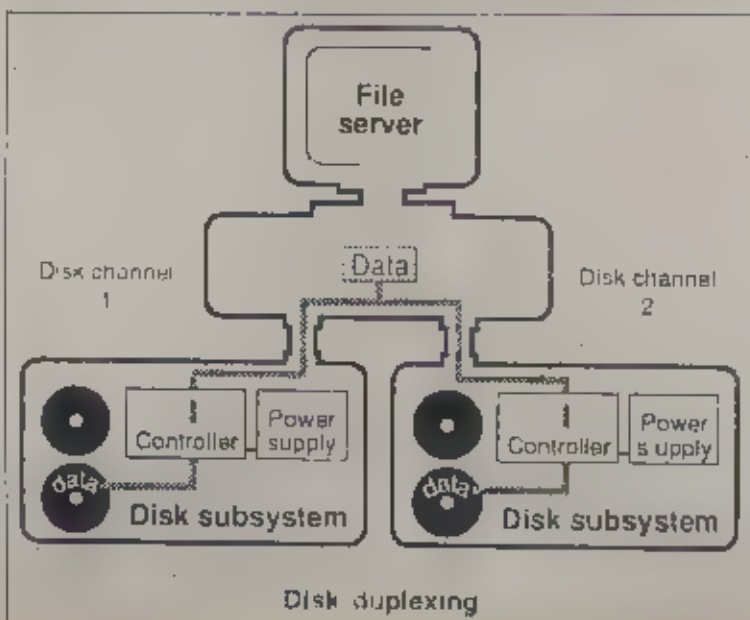 File
server
Disk channel
1
Data
Disk channel
2
Controller
Power
supply
data
Disk subsystem
Controller
Power
supply
data
Disk subsystem
Disk duplexing